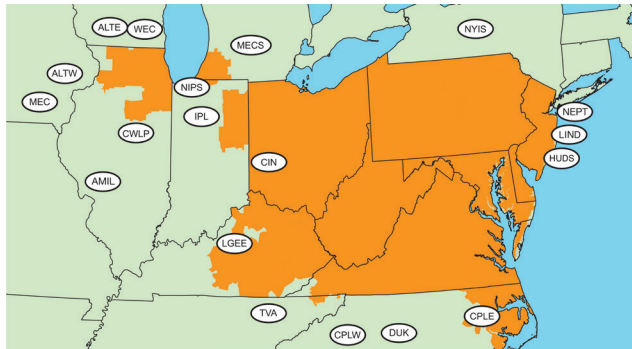 ALTE
WEC
MECS
NYIS
ALTW
NIPS
MEC
IPL
NEPT
CWLP
LIND
CIN
HUDS
AMIL
LGEE
TVA
CPLE
CPLW
DUK